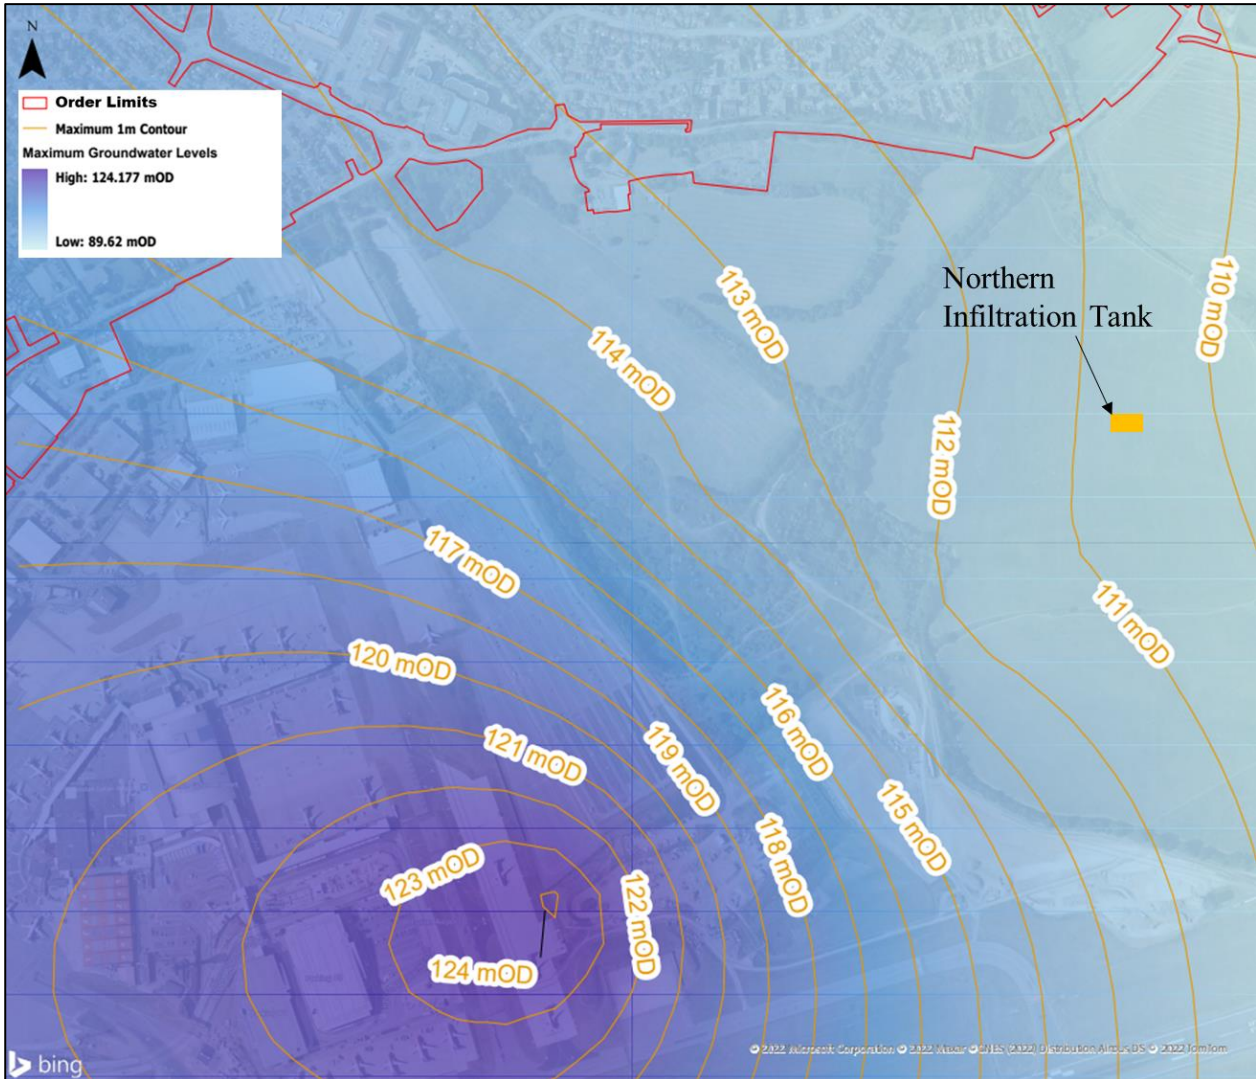 N
Order Limits
Maximum 1m Contour
Maximum Groundwater Levels
High: 124.177 mOD
Low: 89.62 mOD
Northern
Infiltration Tank
110 mOD
113 mOD
114 mOD
112 mOD
117 mOD
111 mOD
120 mOD
116 mOD
121 mOD
119 mOD
115 mOD
118 mOD
123 mOD
122 mOD
124 mOD
bing
© 2022 Microsoft Corporation © 2022 Maxar © CNES (2022) Distribution Airbus DS © 2022 TomTom